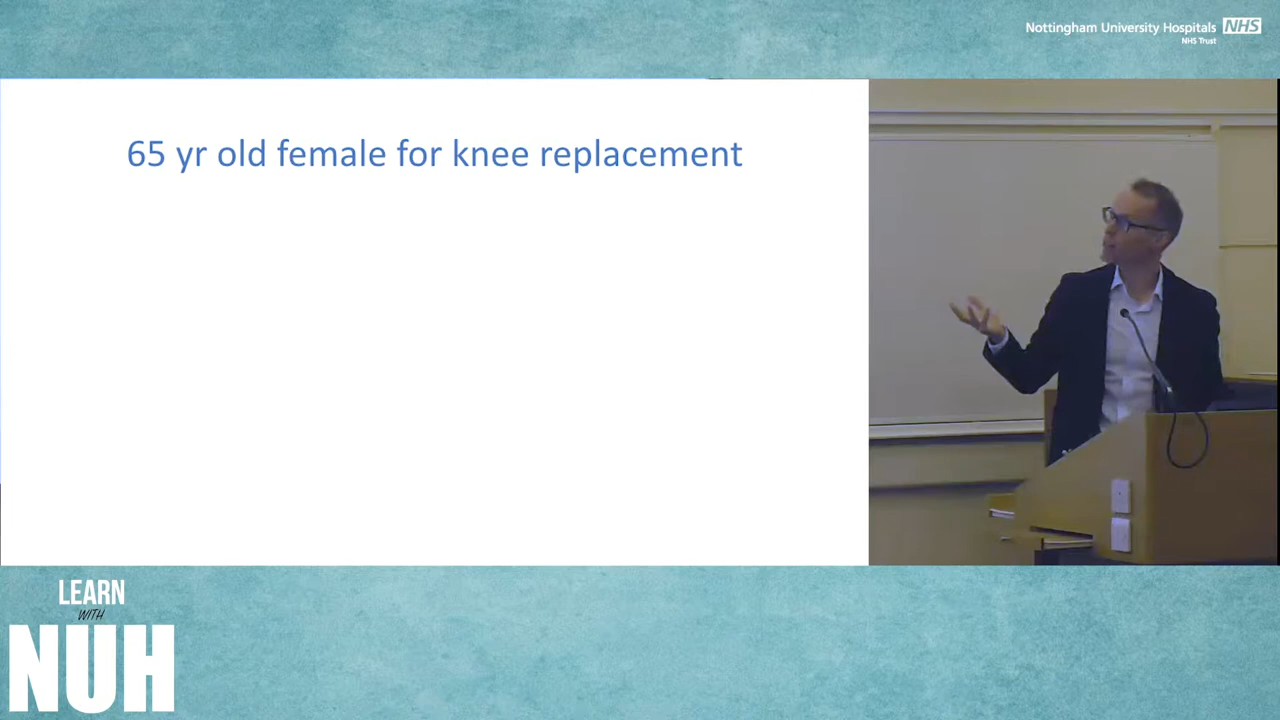 Nottingham University Hospitals NHS
NHS Trust
65 yr old female for knee replacement
LEARN
WITH
NUH